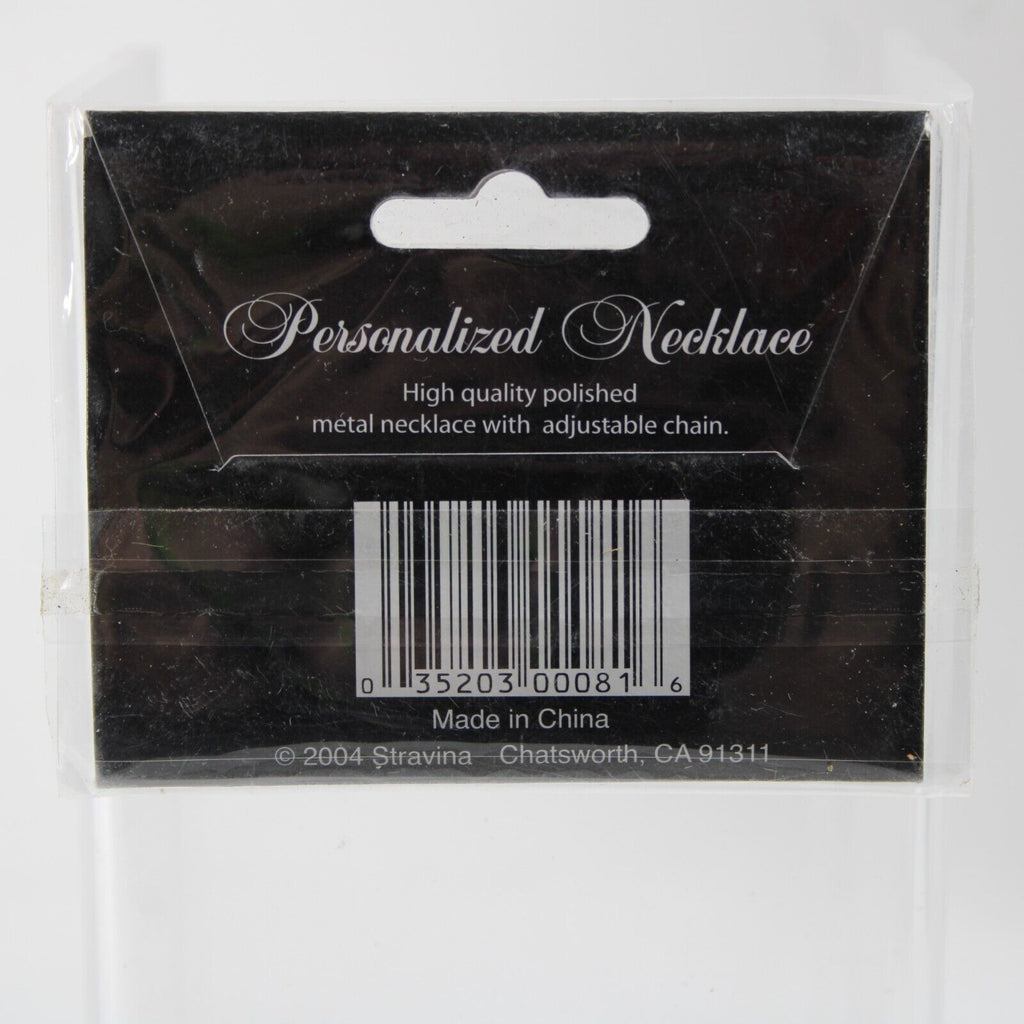 Personalized Necklace
High quality polished
metal necklace with adjustable chain.
0 35203 00081 6
Made in China
© 2004 Stravina Chatsworth, CA 91311